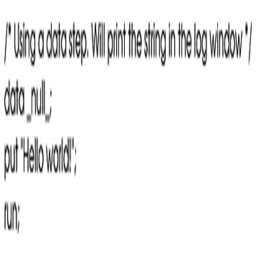 /* Using a data step. Will print the string in the log window */
data _null_;
put "Hello world!";
run;